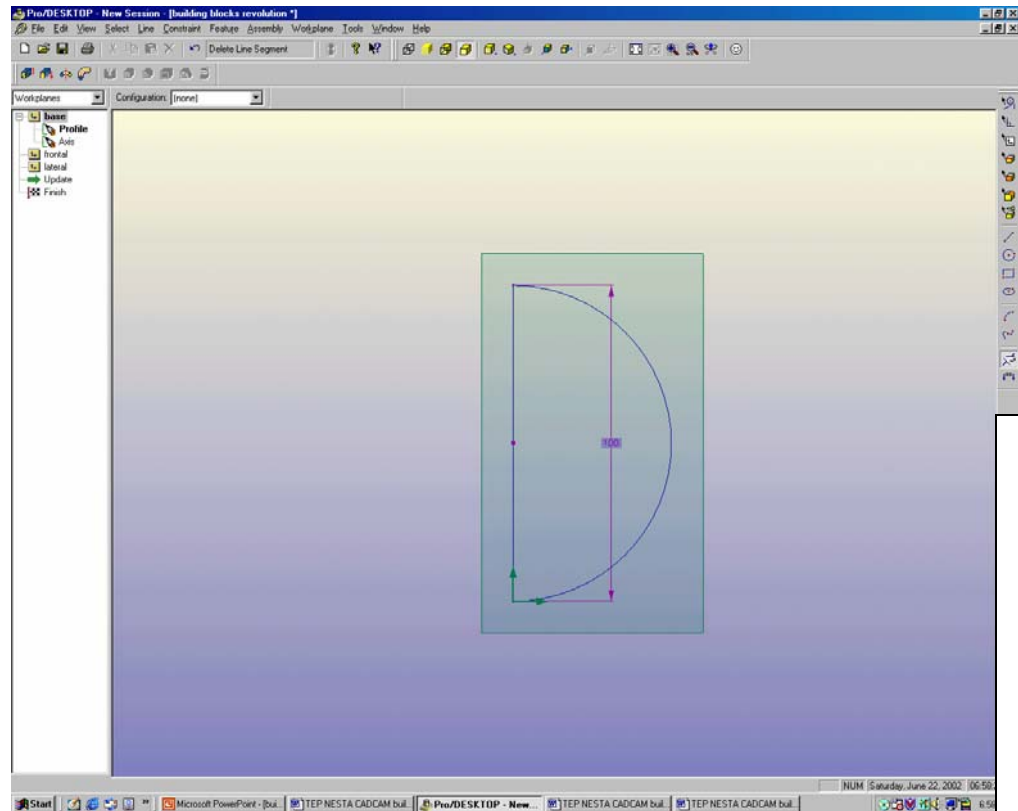 Pro/DESKTOP - New Session - [building blocks revolution *]
File Edit View Select Line Constraint Feature Assembly Workplane Tools Window Help
Delete Line Segment
Workplanes Configuration: [none]
base
Profile
Axis
frontal
lateral
Update
Finish
100
NUM Saturday, June 22, 2002 06:59:
Start Microsoft PowerPoint - [bui... TEP NESTA CADCAM buil... Pro/DESKTOP - New... TEP NESTA CADCAM buil... TEP NESTA CADCAM buil...